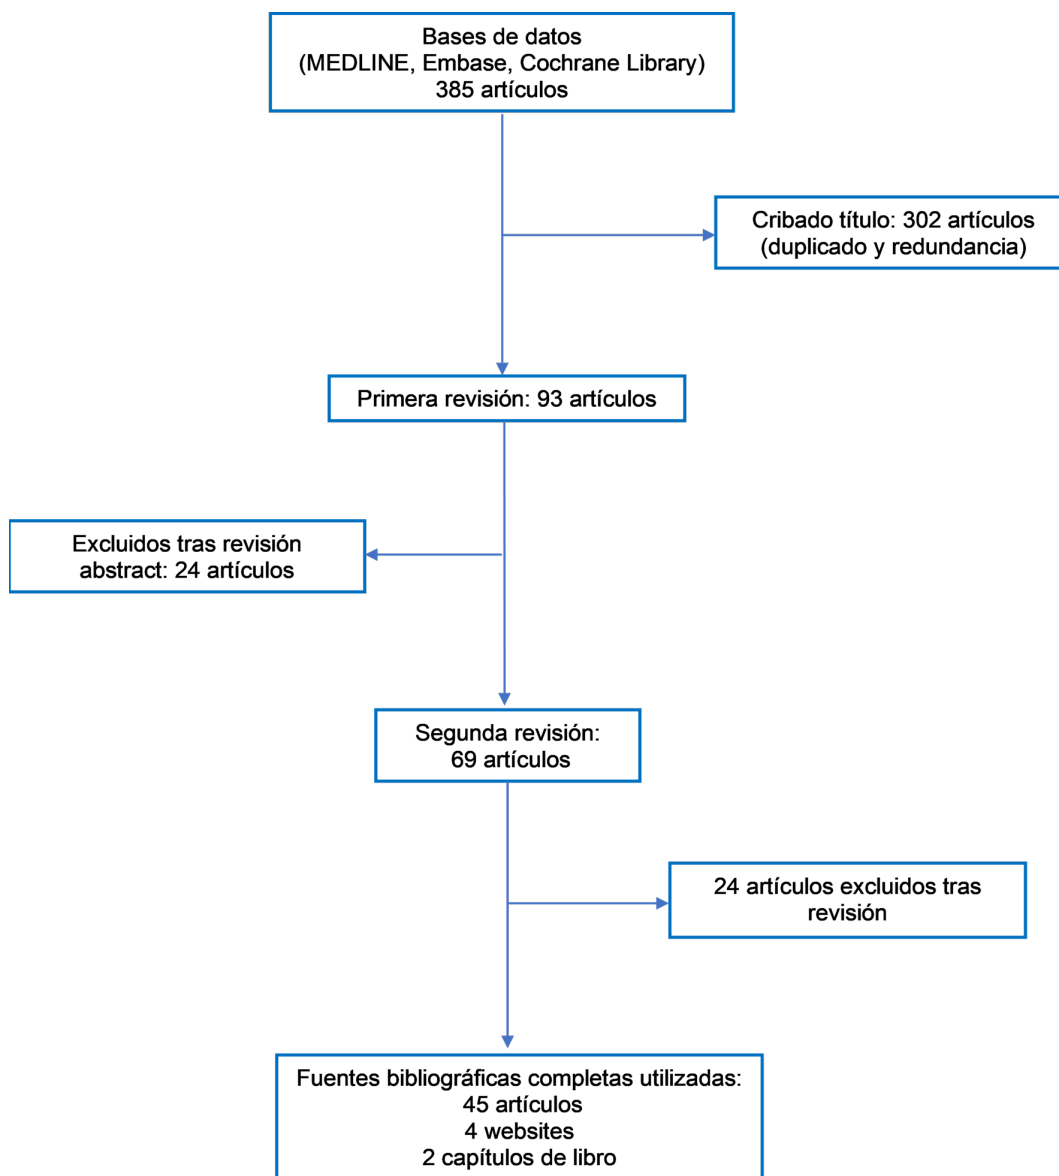 Bases de datos
(MEDLINE, Embase, Cochrane Library)
385 artículos
Cribado título: 302 artículos
(duplicado y redundancia)
Primera revisión: 93 artículos
Excluidos tras revisión
abstract: 24 artículos
Segunda revisión:
69 artículos
24 artículos excluidos tras
revisión
Fuentes bibliográficas completas utilizadas:
45 artículos
4 websites
2 capítulos de libro